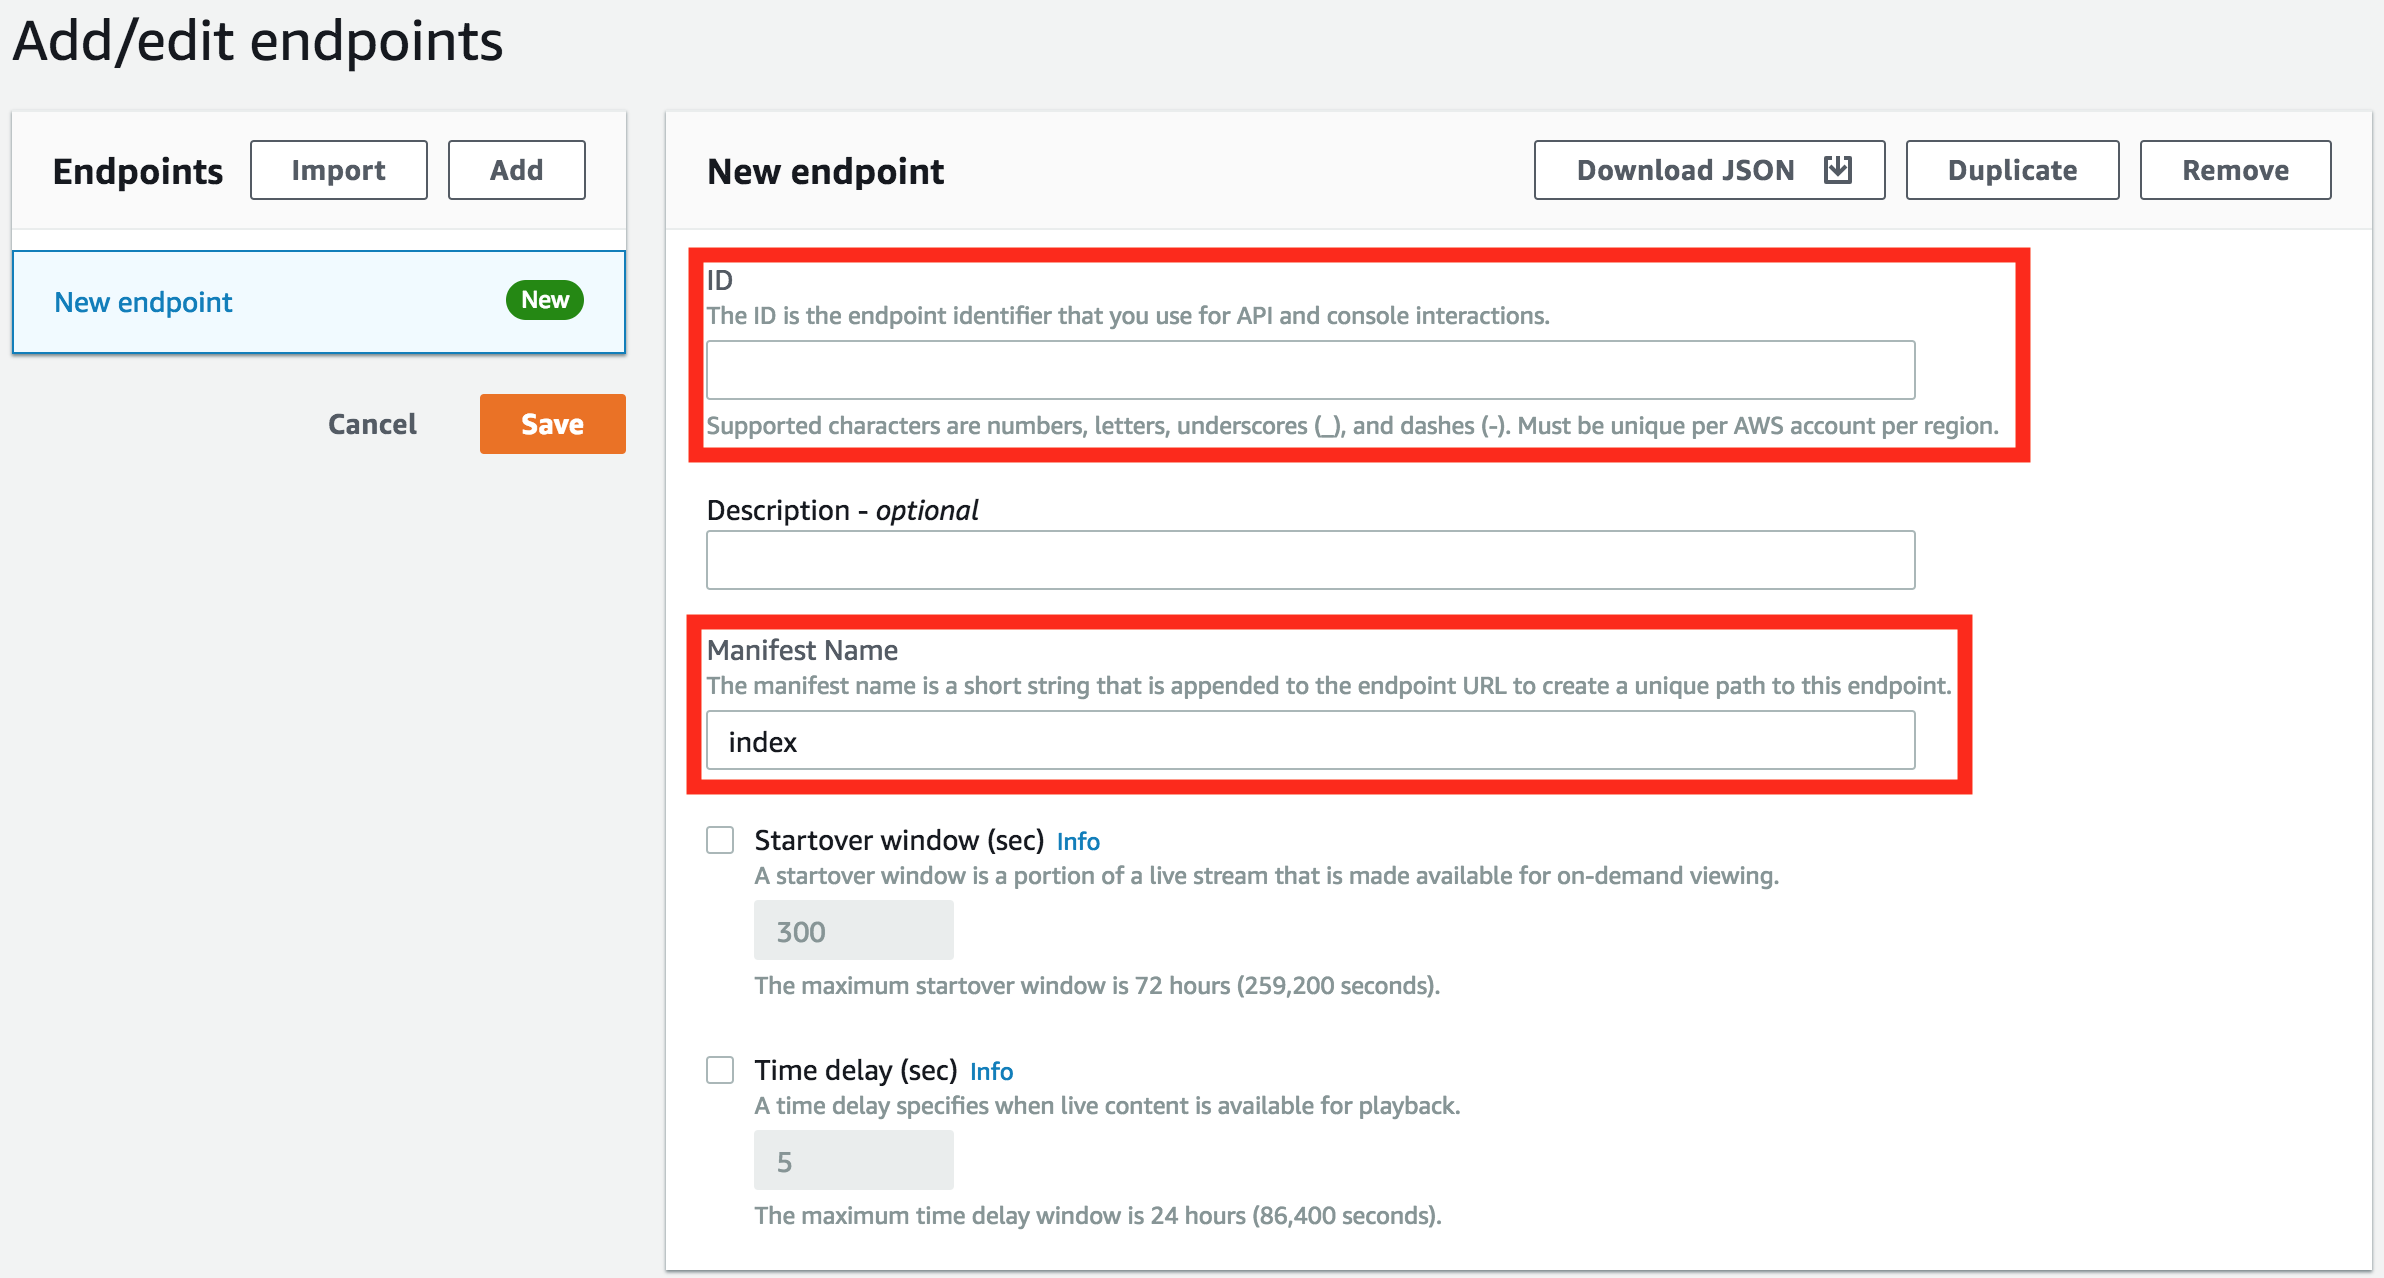 Add/edit endpoints
Endpoints Import Add
New endpoint New
Cancel Save
New endpoint Download JSON Duplicate Remove
ID
The ID is the endpoint identifier that you use for API and console interactions.
Supported characters are numbers, letters, underscores (_), and dashes (-). Must be unique per AWS account per region.
Description - optional
Manifest Name
The manifest name is a short string that is appended to the endpoint URL to create a unique path to this endpoint.
index
Startover window (sec) Info
A startover window is a portion of a live stream that is made available for on-demand viewing.
300
The maximum startover window is 72 hours (259,200 seconds).
Time delay (sec) Info
A time delay specifies when live content is available for playback.
5
The maximum time delay window is 24 hours (86,400 seconds).